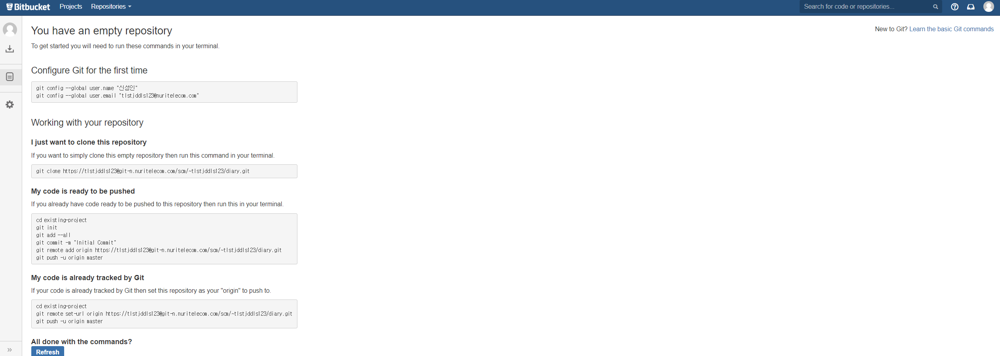 Bitbucket Projects Repositories Search for code or repositories...
You have an empty repository
New to Git? Learn the basic Git commands
To get started you will need to run these commands in your terminal.
Configure Git for the first time
git config --global user.name "신성인"
git config --global user.email "tlstjddls123@nuritelecom.com"
Working with your repository
I just want to clone this repository
If you want to simply clone this empty repository then run this command in your terminal.
git clone https://tlstjddls123@git-n.nuritelecom.com/scm/~tlstjddls123/diary.git
My code is ready to be pushed
If you already have code ready to be pushed to this repository then run this in your terminal.
cd existing-project
git init
git add --all
git commit -m "Initial Commit"
git remote add origin https://tlstjddls123@git-n.nuritelecom.com/scm/~tlstjddls123/diary.git
git push -u origin master
My code is already tracked by Git
If your code is already tracked by Git then set this repository as your "origin" to push to.
cd existing-project
git remote set-url origin https://tlstjddls123@git-n.nuritelecom.com/scm/~tlstjddls123/diary.git
git push -u origin master
All done with the commands?
Refresh